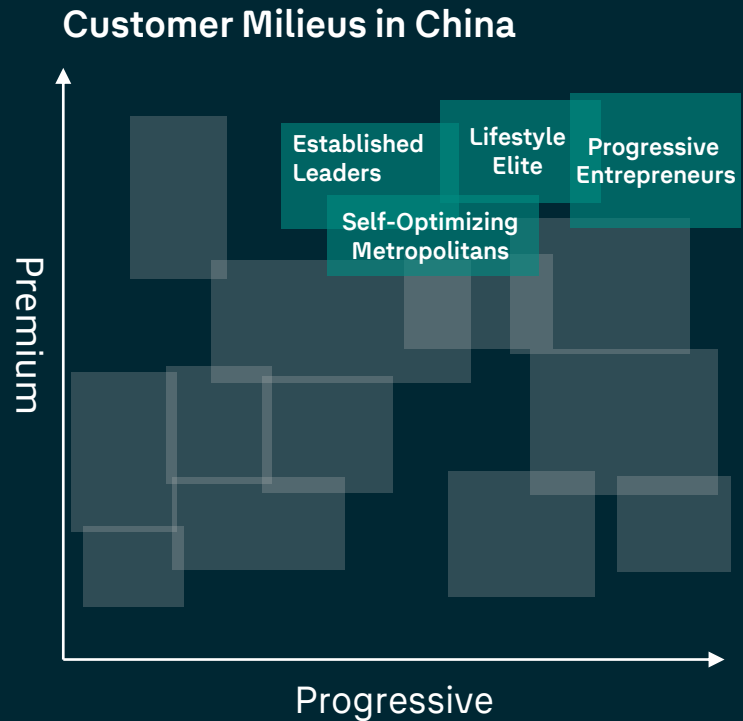 Customer Milieus in China
Established
Leaders
Lifestyle
Elite
Progressive
Entrepreneurs
Self-Optimizing
Metropolitans
Premium
Progressive